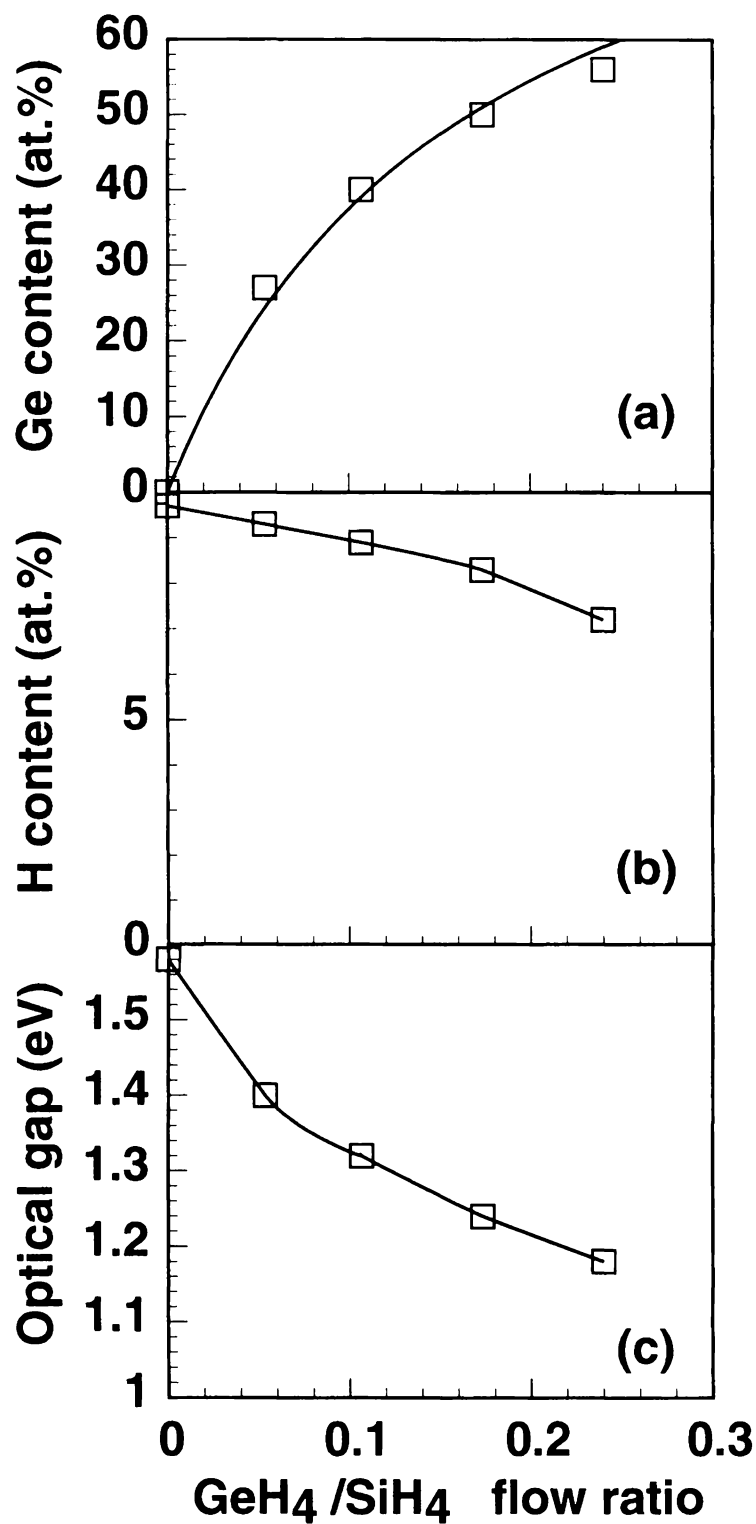 60
50
40
30
20
10
0
Ge content (at.%)
(a)
5
0
H content (at.%)
(b)
1.5
1.4
1.3
1.2
1.1
1
Optical gap (eV)
(c)
0 0.1 0.2 0.3
GeH4 /SiH4 flow ratio